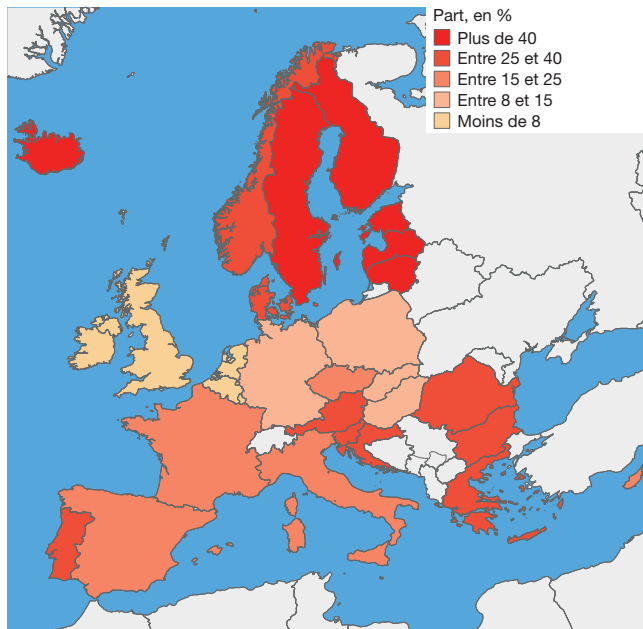 Part, en %
Plus de 40
Entre 25 et 40
Entre 15 et 25
Entre 8 et 15
Moins de 8